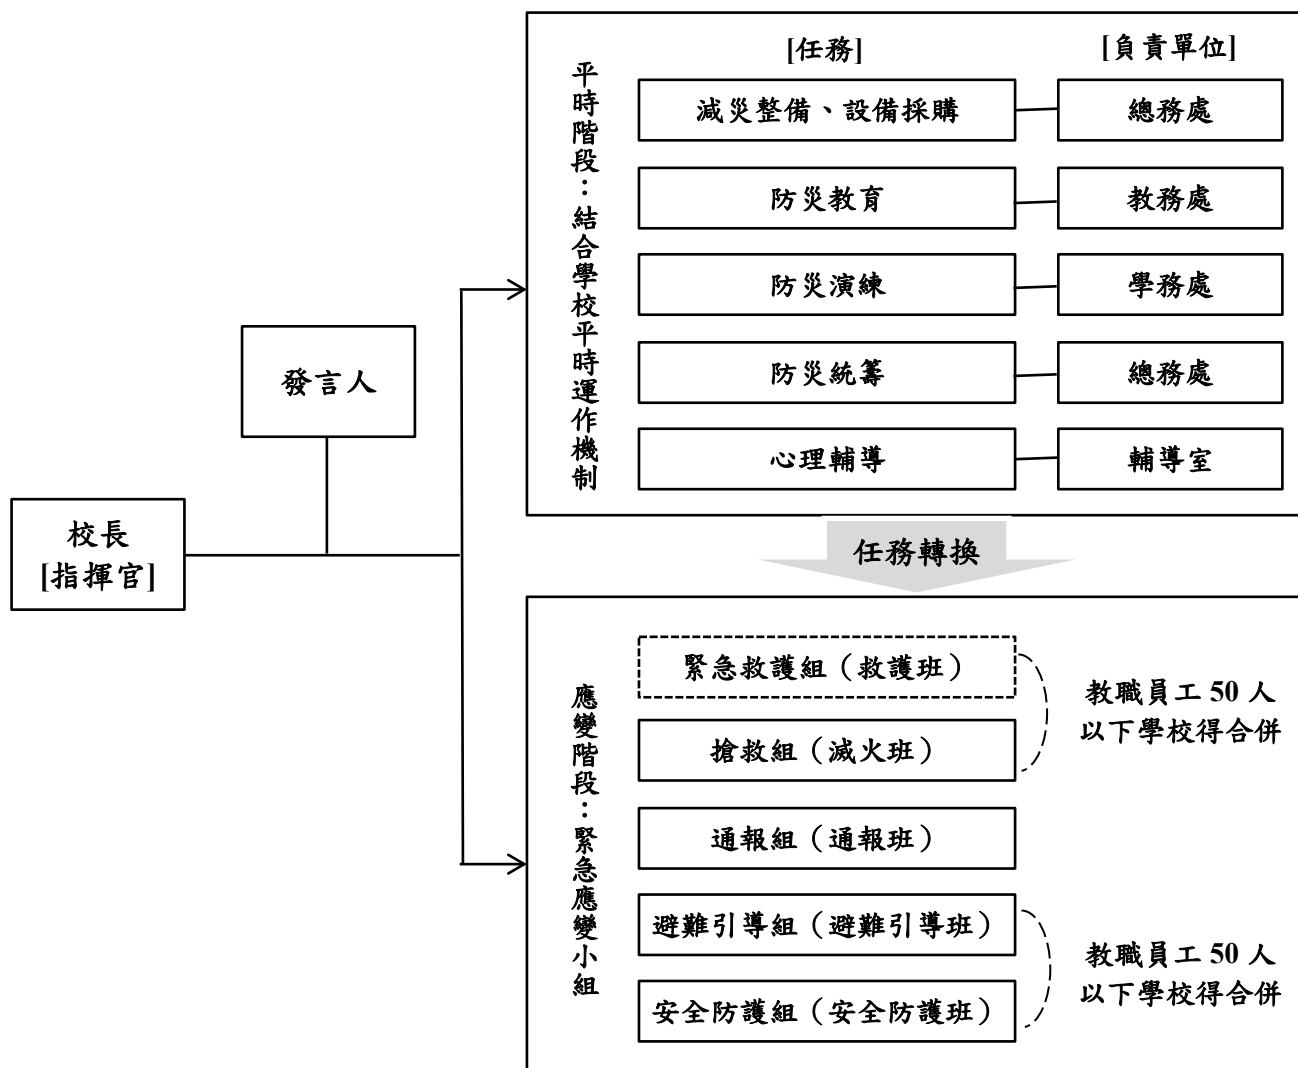 校長
[指揮官]
發言人
平時階段：結合學校平時運作機制
[任務]
[負責單位]
減災整備、設備採購
總務處
防災教育
教務處
防災演練
學務處
防災統籌
總務處
心理輔導
輔導室
任務轉換
應變階段：緊急應變小組
緊急救護組（救護班）
搶救組（滅火班）
教職員工 50 人
以下學校得合併
通報組（通報班）
避難引導組（避難引導班）
安全防護組（安全防護班）
教職員工 50 人
以下學校得合併